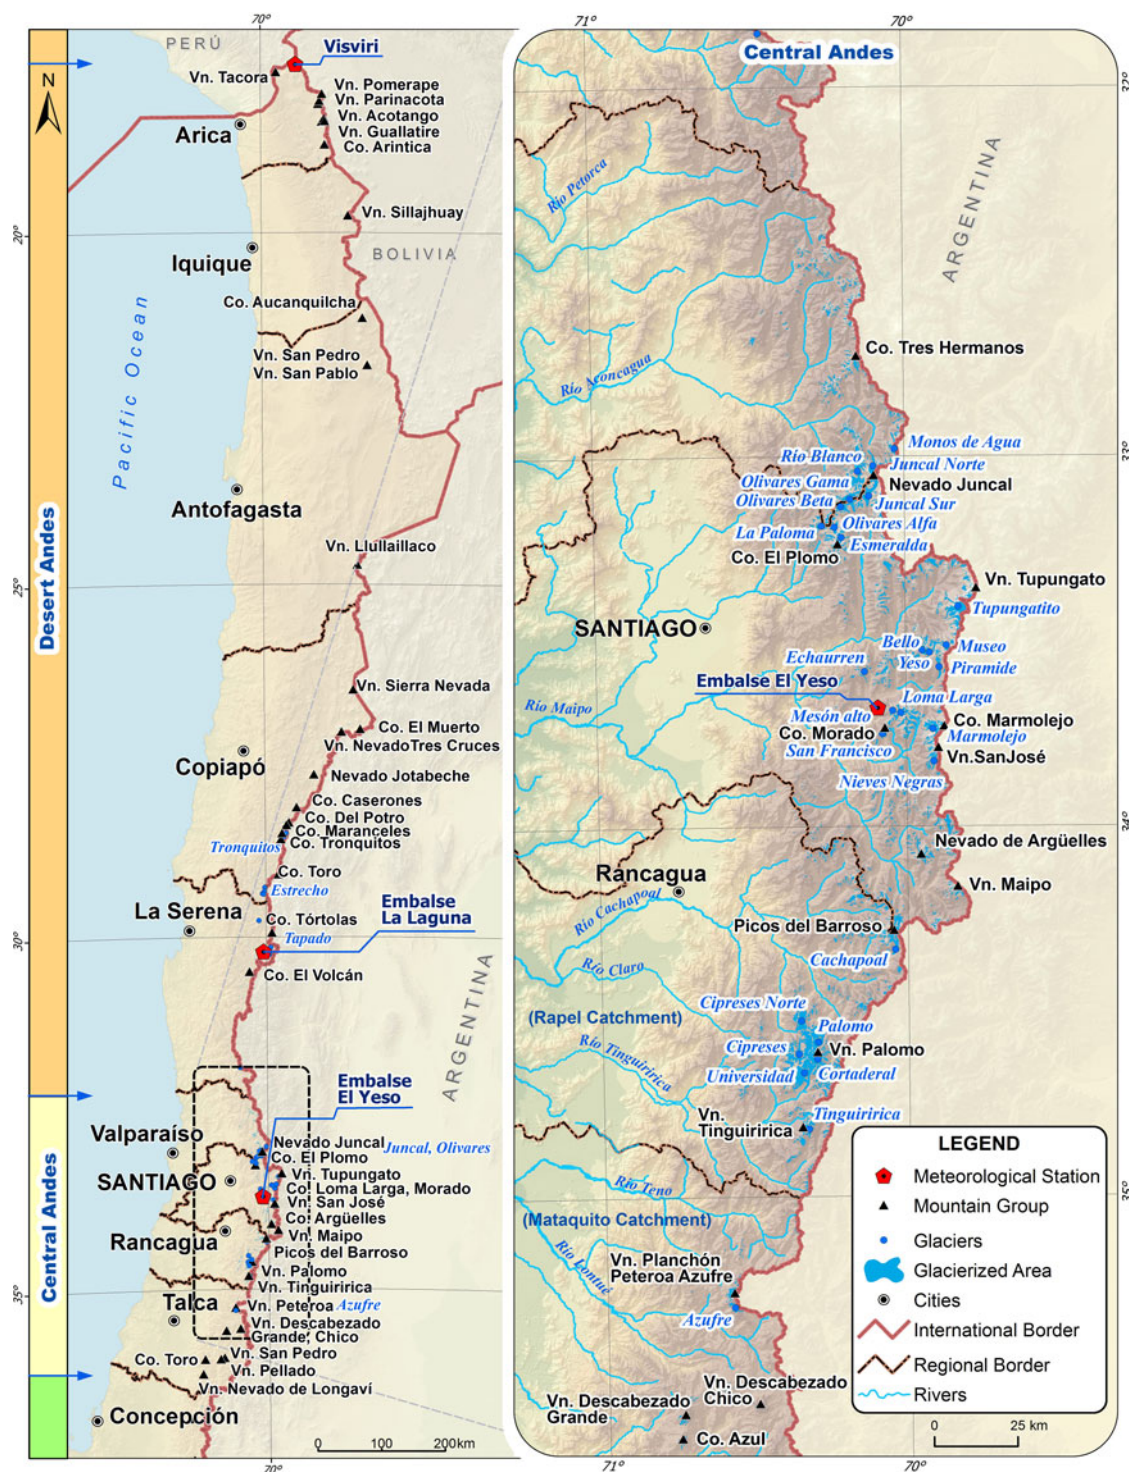 70°
PERÚ
Visviri
Vn. Tacora
N
Vn. Pomerape
Vn. Parinacota
Vn. Acotango
Vn. Guallatire
Co. Arintica
Arica
Vn. Sillajhuay
20°
Iquique
BOLIVIA
Co. Aucanquilcha
Vn. San Pedro
Vn. San Pablo
Pacific Ocean
Antofagasta
Vn. Llullaillaco
25°
Desert Andes
Vn. Sierra Nevada
Co. El Muerto
Vn. NevadoTres Cruces
Copiapó
Nevado Jotabeche
Co. Caserones
Co. Del Potro
Co. Maranceles
Co. Tronquitos
Tronquitos
Co. Toro
Estrecho
La Serena
Embalse
La Laguna
Co. Tórtolas
Tapado
30°
Co. El Volcán
ARGENTINA
Embalse
El Yeso
Valparaíso
Nevado Juncal
Juncal, Olivares
Co. El Plomo
Vn. Tupungato
SANTIAGO
Co. Loma Larga, Morado
Vn. San José
Co. Argüelles
Rancagua
Vn. Maipo
Picos del Barroso
Vn. Palomo
Vn. Tinguiririca
Central Andes
35°
Talca
Vn. Peteroa
Azufre
Vn. Descabezado
Grande, Chico
Vn. San Pedro
Co. Toro
Vn. Pellado
Vn. Nevado de Longaví
Concepción
0 100 200km
70°
71°
70°
Central Andes
32°
ARGENTINA
Río Petorca
Co. Tres Hermanos
Río Aconcagua
Monos de Agua
33°
Río Blanco
Juncal Norte
Olivares Gama
Nevado Juncal
Olivares Beta
Juncal Sur
La Paloma
Olivares Alfa
Esmeralda
Co. El Plomo
Vn. Tupungato
Tupungatito
SANTIAGO
Bello
Museo
Echaurren
Yeso
Piramide
Embalse El Yeso
Loma Larga
Río Maipo
Mesón alto
Co. Marmolejo
Co. Morado
Marmolejo
San Francisco
Vn.SanJosé
Nieves Negras
34°
Nevado de Argüelles
Rancagua
Vn. Maipo
Río Cachapoal
Picos del Barroso
Cachapoal
Río Claro
Cipreses Norte
(Rapel Catchment)
Palomo
Río Tinguiririca
Cipreses
Vn. Palomo
Universidad
Cortaderal
Vn.
Tinguiririca
Tinguiririca
Río Teno
35°
(Mataquito Catchment)
Río Lontué
Vn. Planchón
Peteroa Azufre
Azufre
Vn. Descabezado
Chico
Vn. Descabezado
Grande
Co. Azul
LEGEND
Meteorological Station
Mountain Group
Glaciers
Glacierized Area
Cities
International Border
Regional Border
Rivers
0 25 km
71°
70°